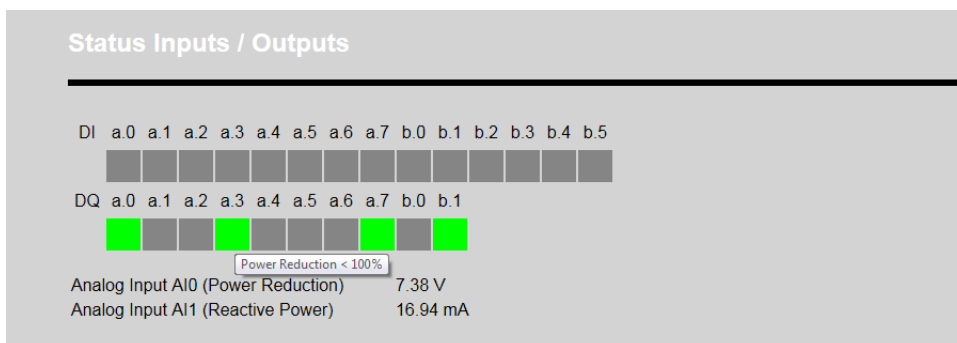 Status Inputs / Outputs
DI a.0 a.1 a.2 a.3 a.4 a.5 a.6 a.7 b.0 b.1 b.2 b.3 b.4 b.5
DQ a.0 a.1 a.2 a.3 a.4 a.5 a.6 a.7 b.0 b.1
Power Reduction < 100%
Analog Input AI0 (Power Reduction) 7.38 V
Analog Input AI1 (Reactive Power) 16.94 mA